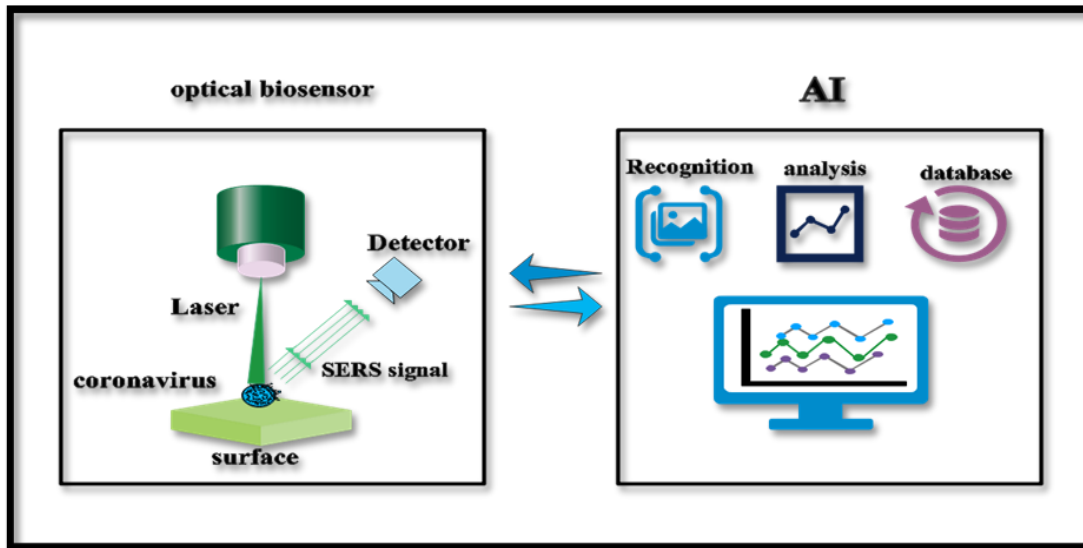 optical biosensor
Detector
Laser
SERS signal
coronavirus
surface
AI
Recognition
analysis
database